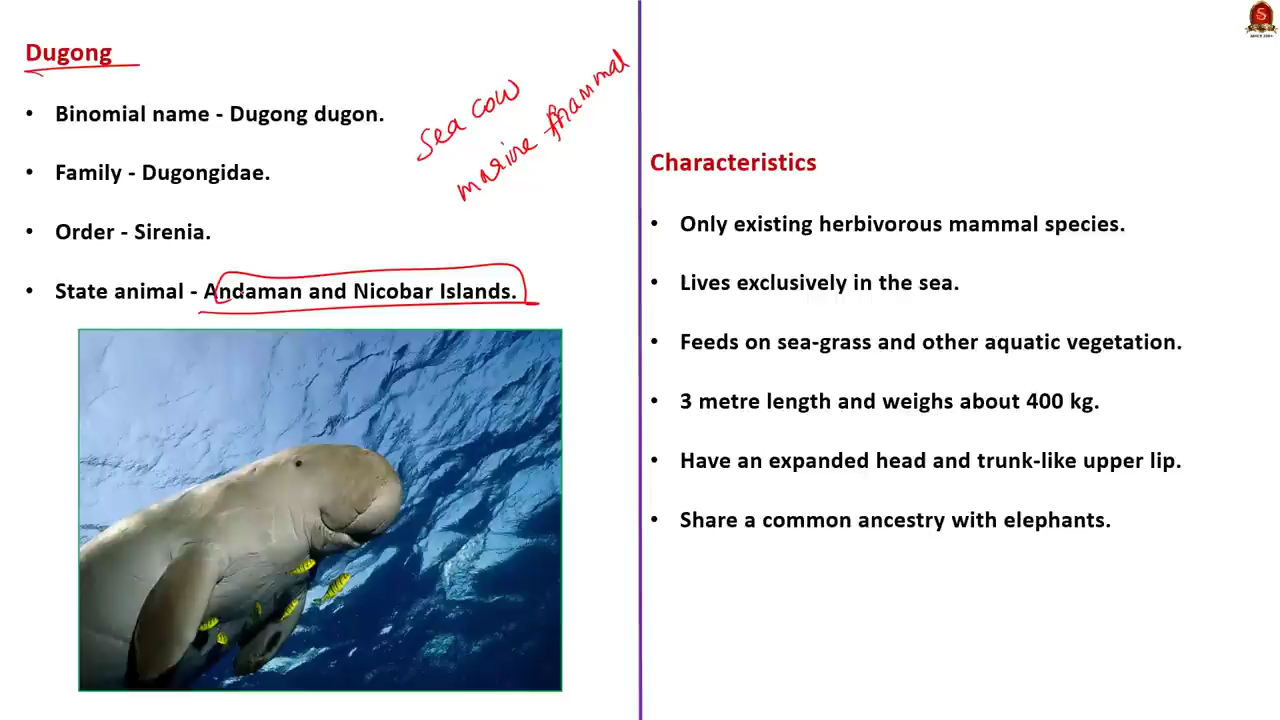 Dugong
• Binomial name - Dugong dugon.
• Family - Dugongidae.
• Order - Sirenia.
• State animal - Andaman and Nicobar Islands.
Sea cow
marine mammal
Characteristics
• Only existing herbivorous mammal species.
• Lives exclusively in the sea.
• Feeds on sea-grass and other aquatic vegetation.
• 3 metre length and weighs about 400 kg.
• Have an expanded head and trunk-like upper lip.
• Share a common ancestry with elephants.
S